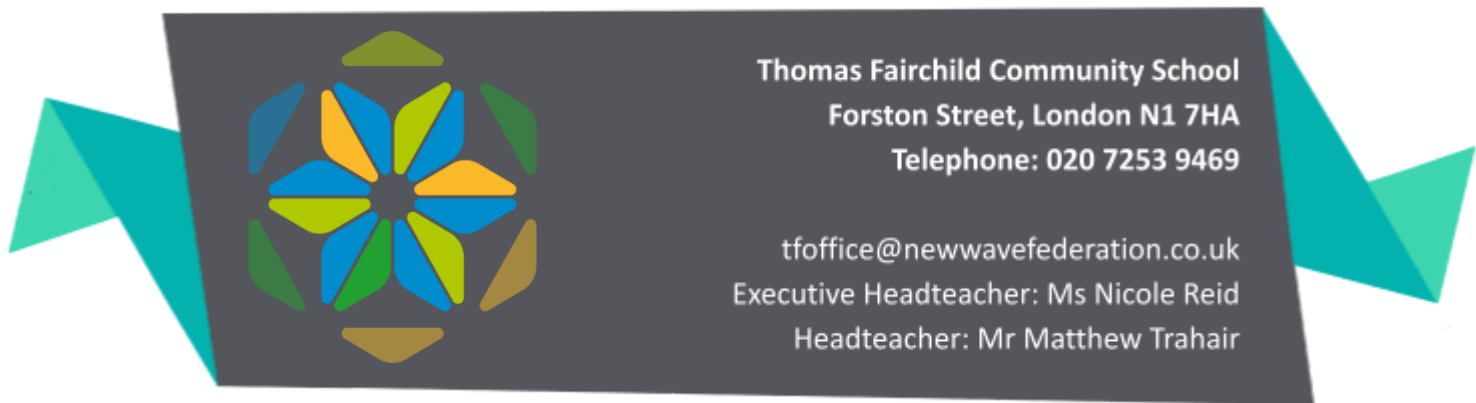 Thomas Fairchild Community School
Forston Street, London N1 7HA
Telephone: 020 7253 9469
tfoffice@newwavefederation.co.uk
Executive Headteacher: Ms Nicole Reid
Headteacher: Mr Matthew Trahair